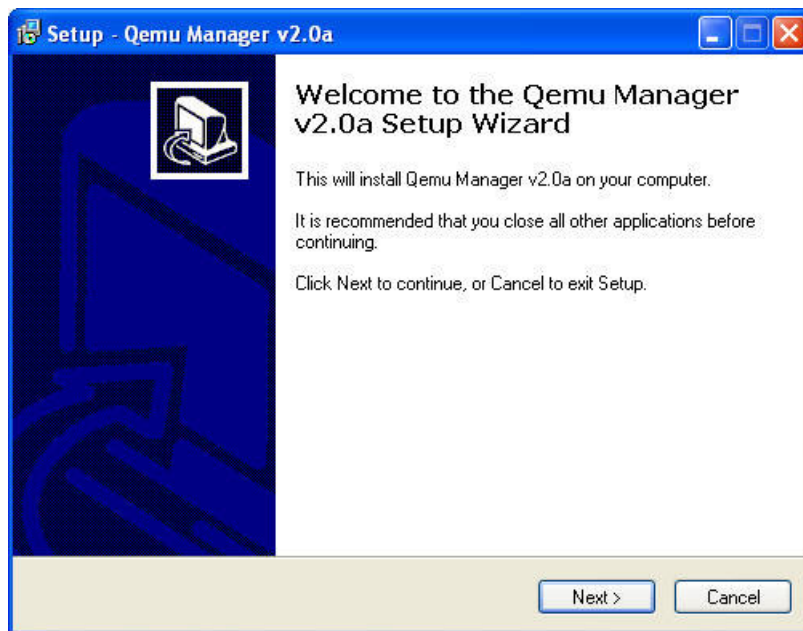 Setup - Qemu Manager v2.0a
Welcome to the Qemu Manager
v2.0a Setup Wizard
This will install Qemu Manager v2.0a on your computer.
It is recommended that you close all other applications before
continuing.
Click Next to continue, or Cancel to exit Setup.
Next >
Cancel